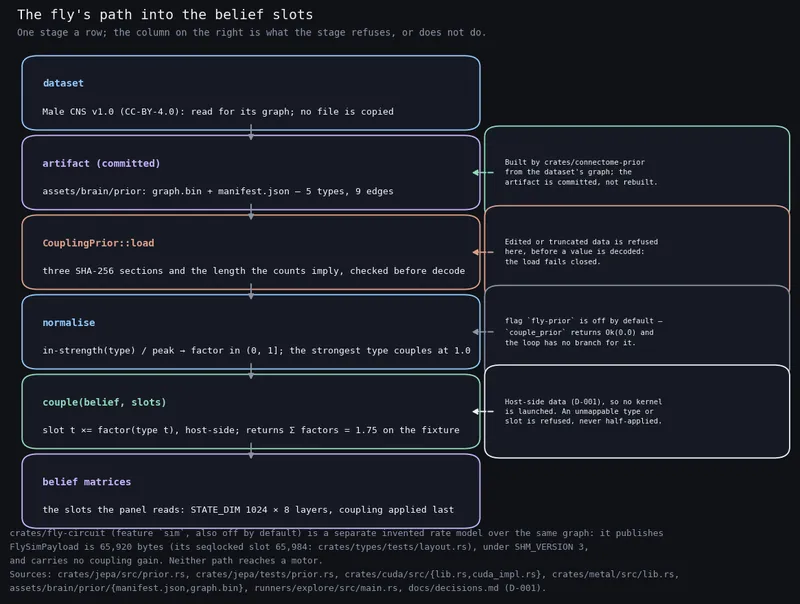 The fly's path into the belief slots
One stage a row; the column on the right is what the stage refuses, or does not do.
dataset
Male CNS v1.0 (CC-BY-4.0): read for its graph; no file is copied
artifact (committed)
assets/brain/prior: graph.bin + manifest.json — 5 types, 9 edges
Built by crates/connectome-prior
from the dataset's graph; the
artifact is committed, not rebuilt.
CouplingPrior::load
three SHA-256 sections and the length the counts imply, checked before decode
Edited or truncated data is refused
here, before a value is decoded:
the load fails closed.
normalise
in-strength(type) / peak → factor in (0, 1]; the strongest type couples at 1.0
flag `fly-prior` is off by default —
`couple_prior` returns Ok(0.0) and
the loop has no branch for it.
couple(belief, slots)
slot t ×= factor(type t), host-side; returns Σ factors = 1.75 on the fixture
Host-side data (D-001), so no kernel
is launched. An unmappable type or
slot is refused, never half-applied.
belief matrices
the slots the panel reads: STATE_DIM 1024 × 8 layers, coupling applied last
crates/fly-circuit (feature `sim`, also off by default) is a separate invented rate model over the same graph: it publishes
FlySimPayload is 65,920 bytes (its seqlocked slot 65,984: crates/types/tests/layout.rs), under SHM_VERSION 3,
and carries no coupling gain. Neither path reaches a motor.
Sources: crates/jepa/src/prior.rs, crates/jepa/tests/prior.rs, crates/cuda/src/{lib.rs,cuda_impl.rs}, crates/metal/src/lib.rs,
assets/brain/prior/{manifest.json,graph.bin}, runners/explore/src/main.rs, docs/decisions.md (D-001).